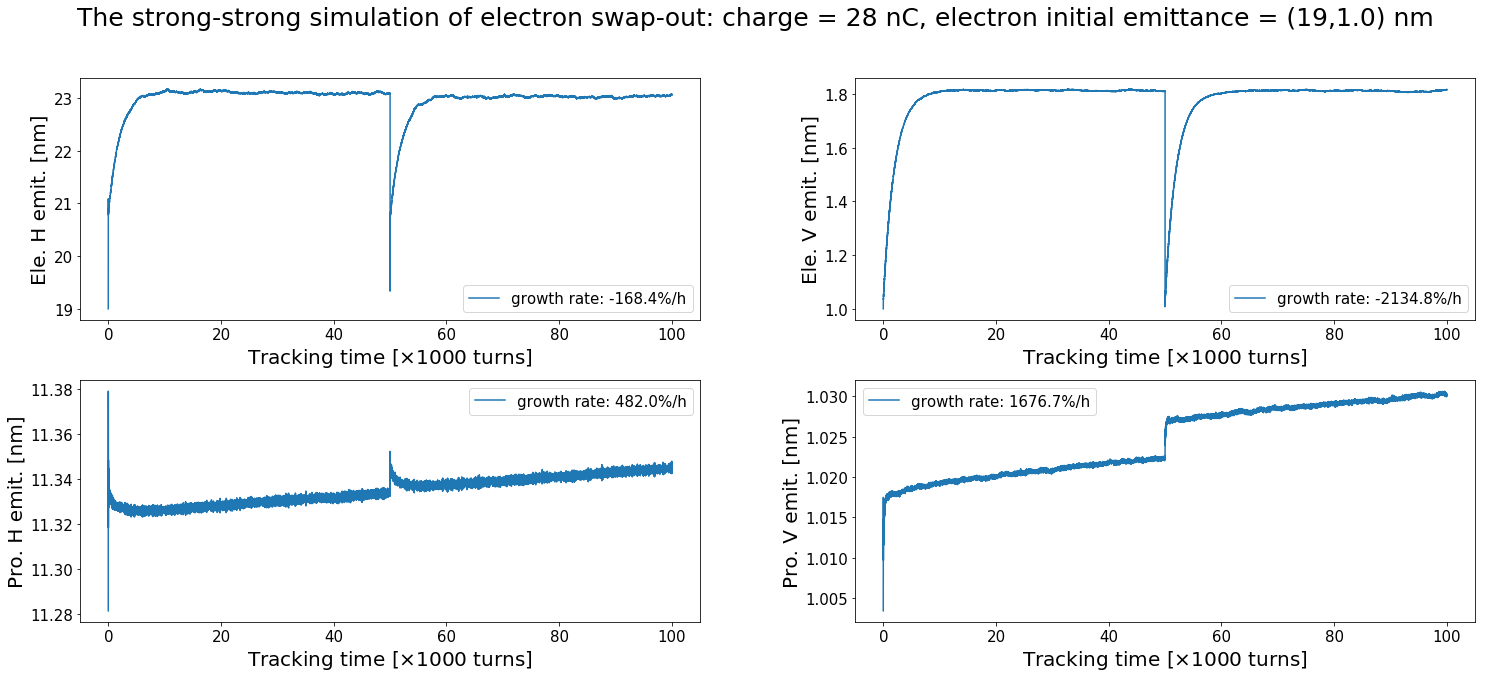 The strong-strong simulation of electron swap-out: charge = 28 nC, electron initial emittance = (19,1.0) nm
Ele. H emit. [nm]
23
22
21
20
19
growth rate: -168.4%/h
0 20 40 60 80 100
Tracking time [×1000 turns]
Ele. V emit. [nm]
1.8
1.6
1.4
1.2
1.0
growth rate: -2134.8%/h
0 20 40 60 80 100
Tracking time [×1000 turns]
Pro. H emit. [nm]
11.38
11.36
11.34
11.32
11.30
11.28
growth rate: 482.0%/h
0 20 40 60 80 100
Tracking time [×1000 turns]
Pro. V emit. [nm]
1.030
1.025
1.020
1.015
1.010
1.005
growth rate: 1676.7%/h
0 20 40 60 80 100
Tracking time [×1000 turns]